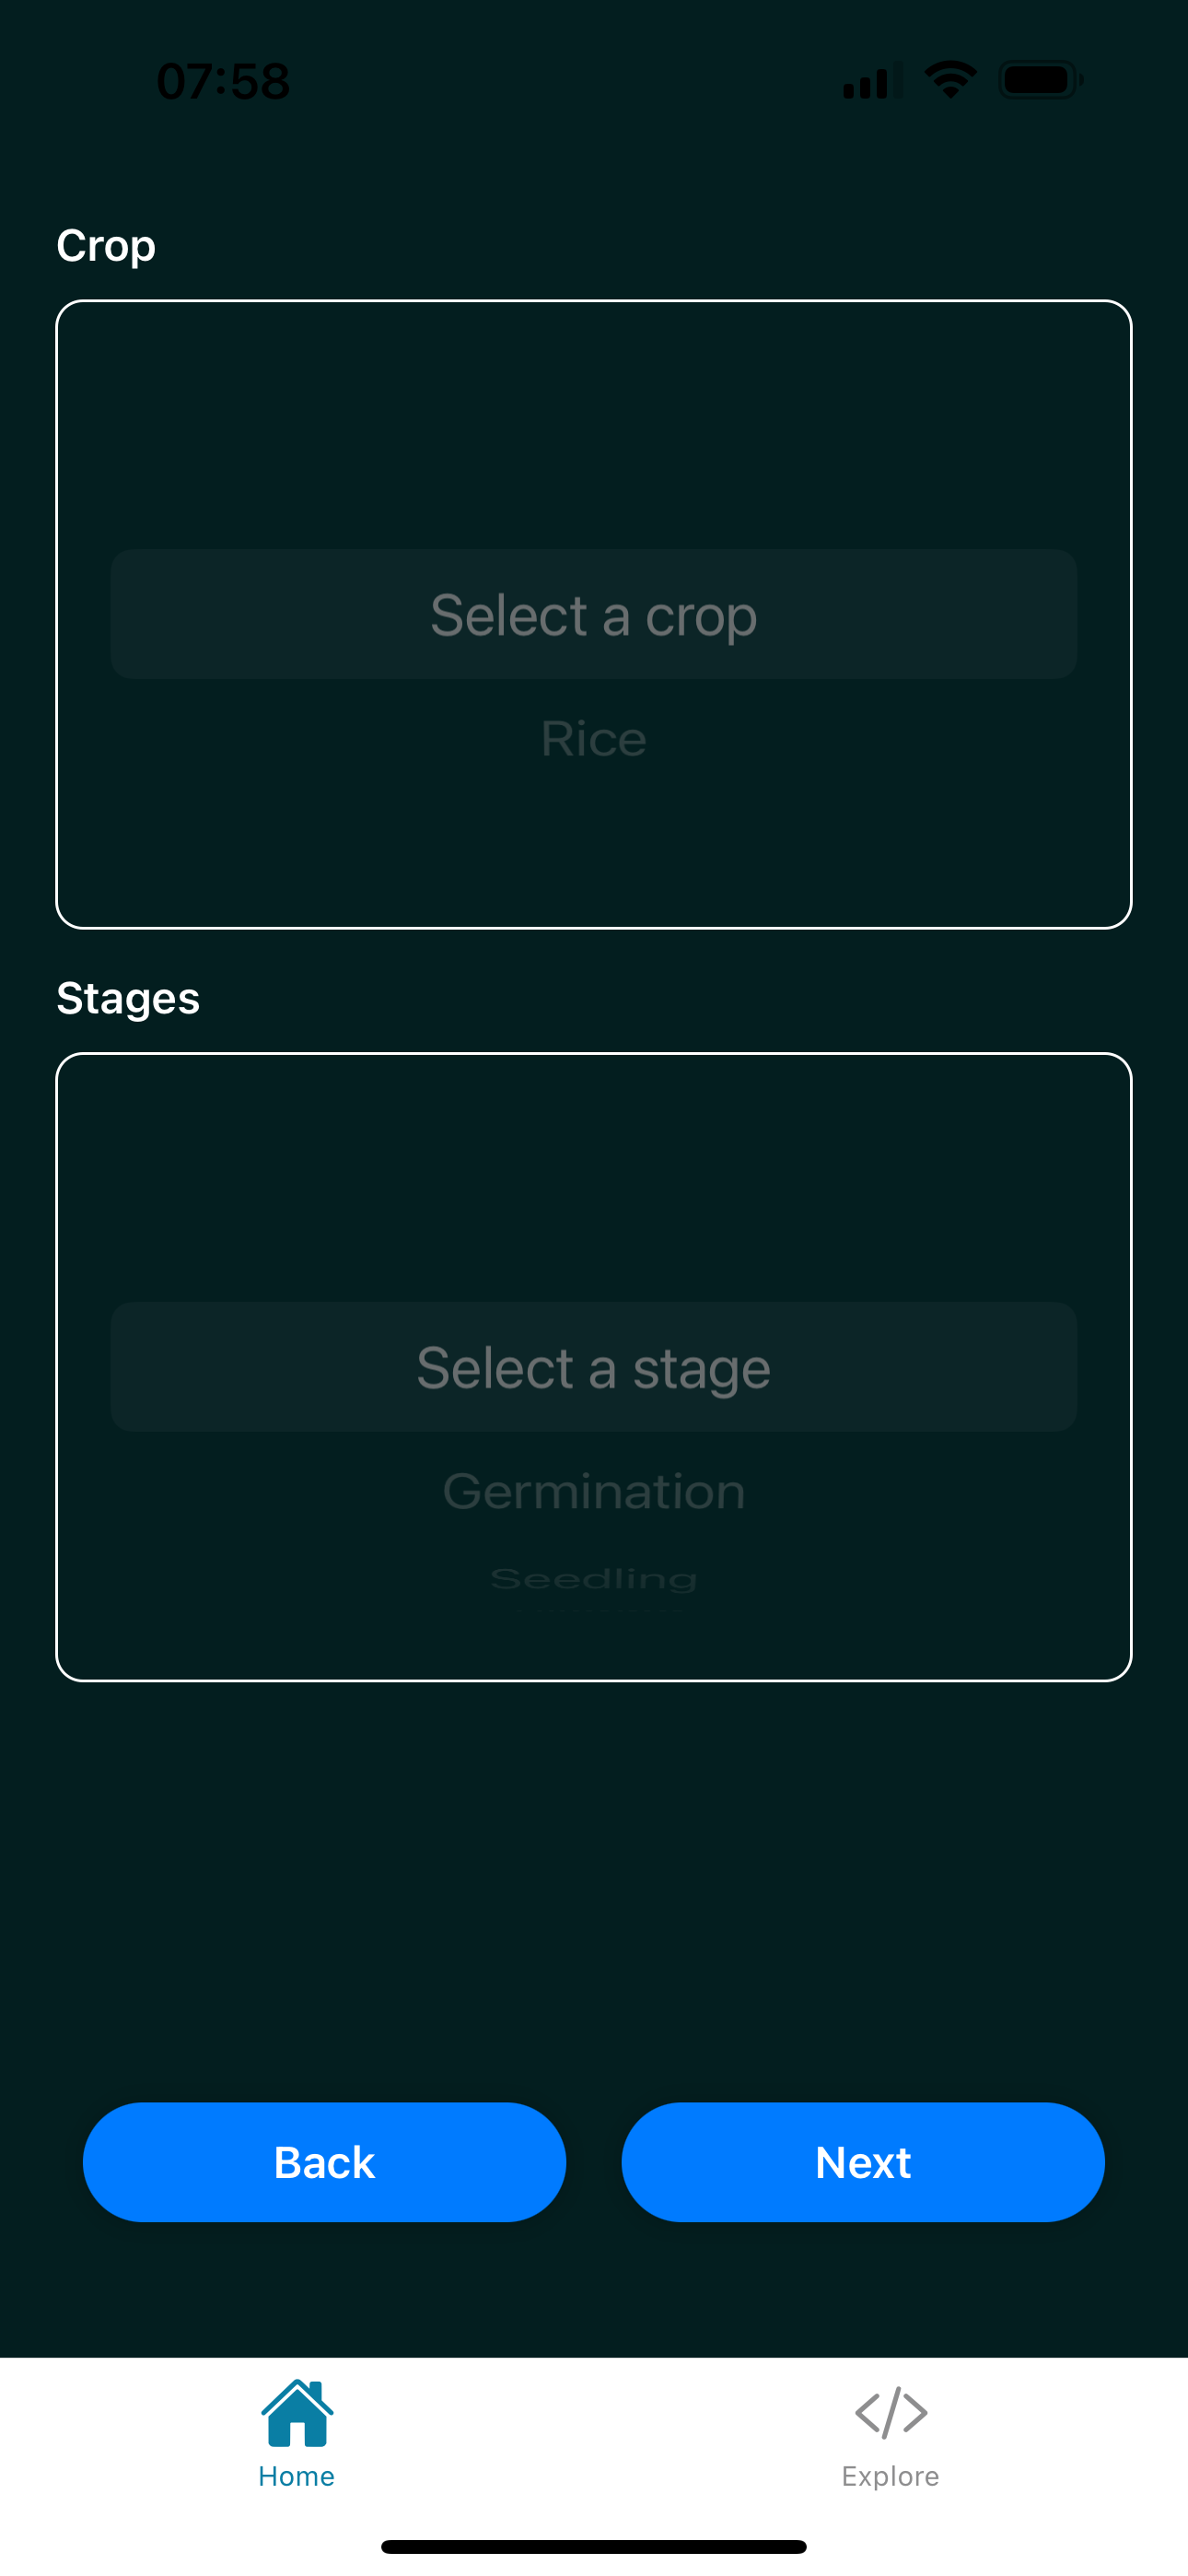 07:58
Crop
Select a crop
Rice
Stages
Select a stage
Germination
Seedling
Back
Next
Home
Explore